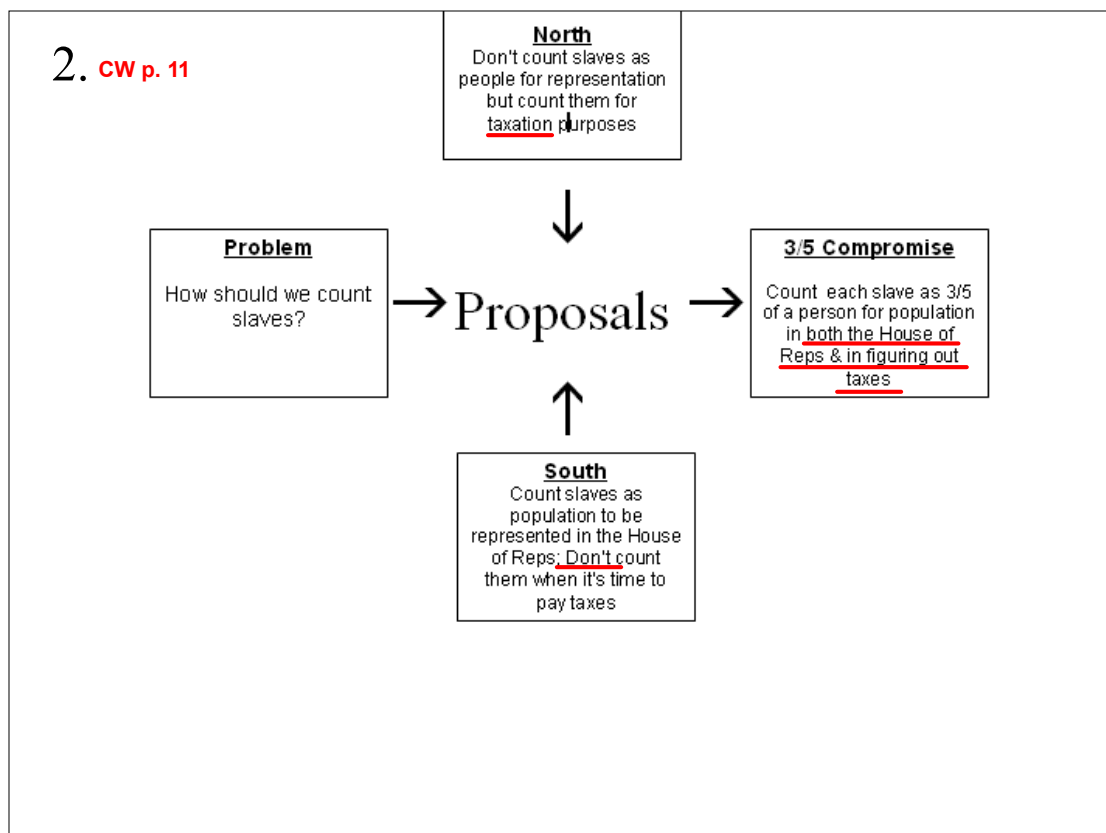 2. CW p. 11
North
Don't count slaves as
people for representation
but count them for
taxation purposes
Problem
How should we count
slaves?
Proposals
3/5 Compromise
Count each slave as 3/5
of a person for population
in both the House of
Reps & in figuring out
taxes
South
Count slaves as
population to be
represented in the House
of Reps; Don't count
them when it's time to
pay taxes